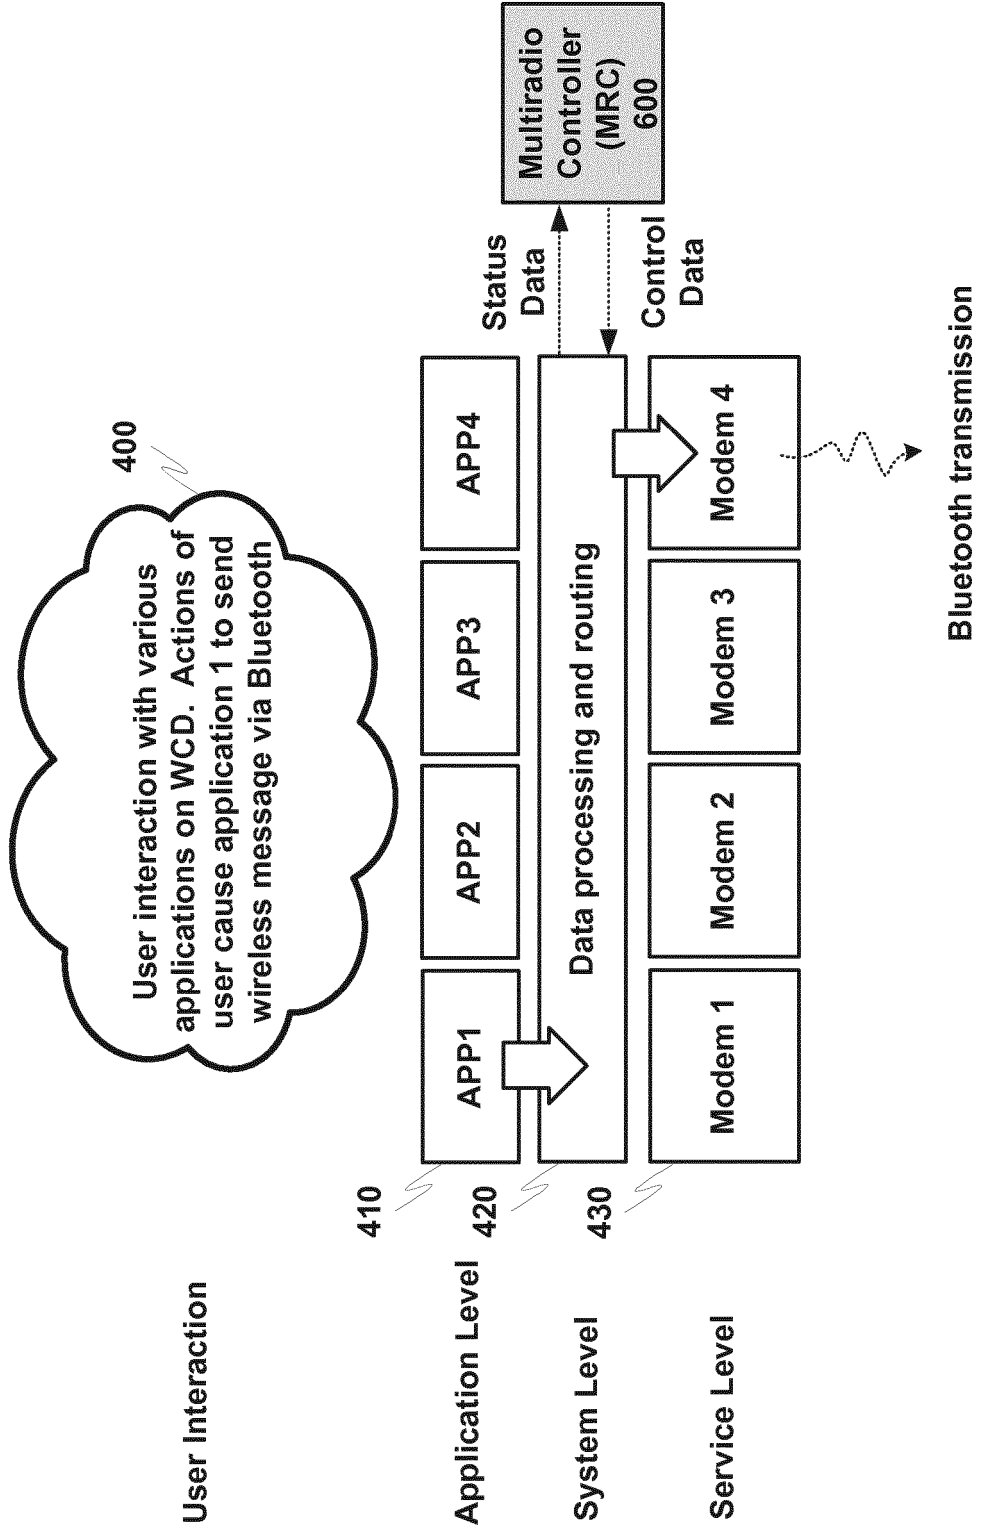 User Interaction
400
User interaction with various
applications on WCD.  Actions of
user cause application 1 to send
wireless message via Bluetooth
Application Level
410
APP1
APP2
APP3
APP4
System Level
420
Data processing and routing
Status
Data
Control
Data
Multiradio
Controller
(MRC)
600
Service Level
430
Modem 1
Modem 2
Modem 3
Modem 4
Bluetooth transmission